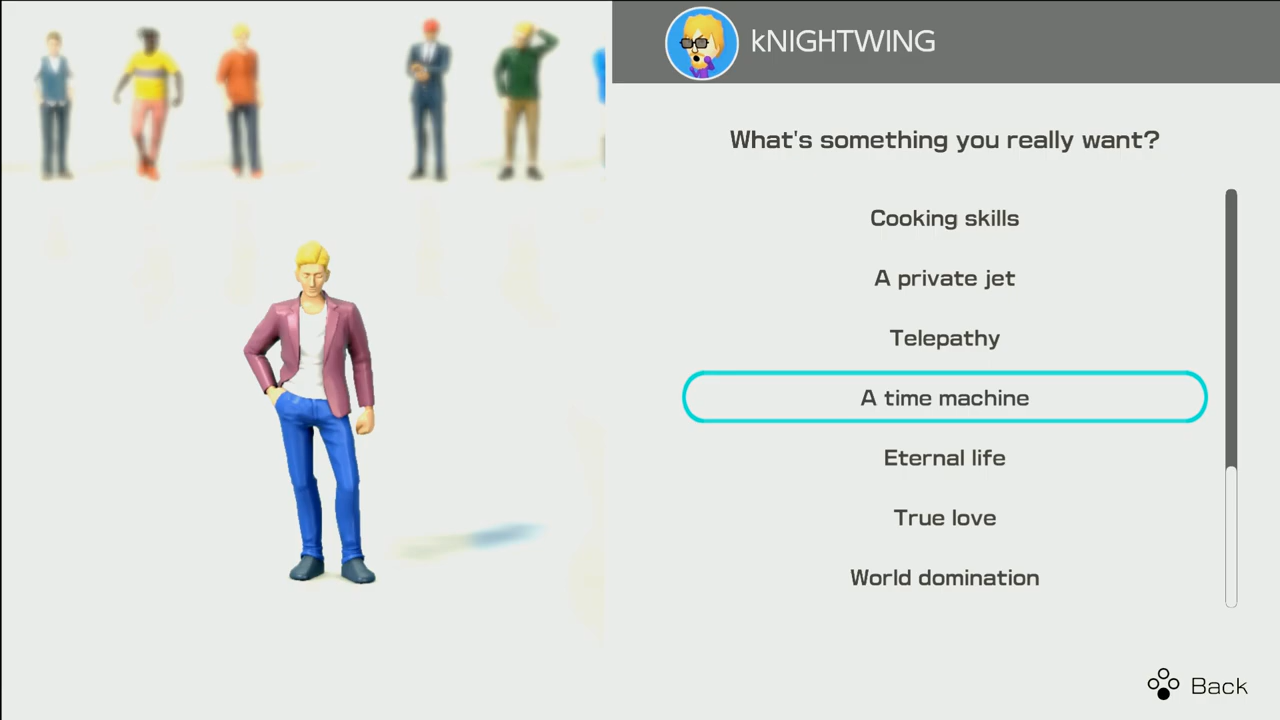 kNIGHTWING
What's something you really want?
Cooking skills
A private jet
Telepathy
A time machine
Eternal life
True love
World domination
Back